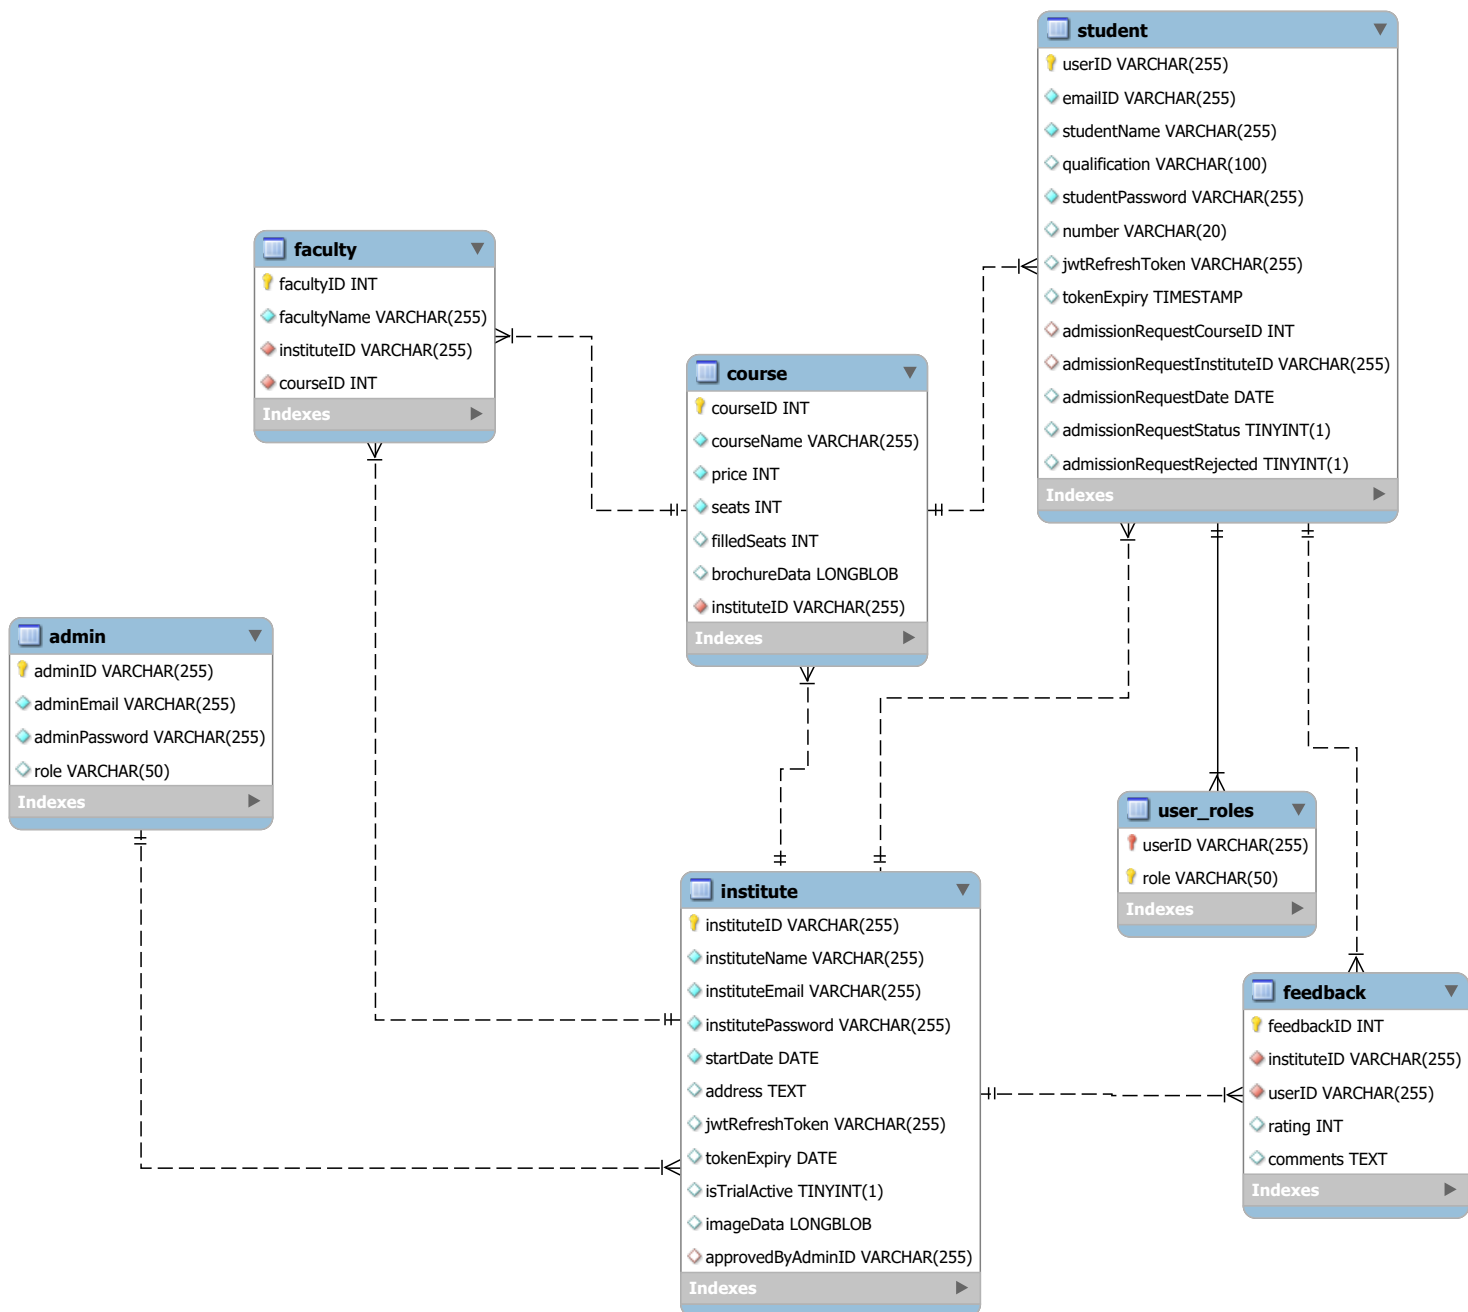 student
userID VARCHAR(255)
emailID VARCHAR(255)
studentName VARCHAR(255)
qualification VARCHAR(100)
studentPassword VARCHAR(255)
number VARCHAR(20)
jwtRefreshToken VARCHAR(255)
tokenExpiry TIMESTAMP
admissionRequestCourseID INT
admissionRequestInstituteID VARCHAR(255)
admissionRequestDate DATE
admissionRequestStatus TINYINT(1)
admissionRequestRejected TINYINT(1)
Indexes
faculty
facultyID INT
facultyName VARCHAR(255)
instituteID VARCHAR(255)
courseID INT
Indexes
course
courseID INT
courseName VARCHAR(255)
price INT
seats INT
filledSeats INT
brochureData LONGBLOB
instituteID VARCHAR(255)
Indexes
admin
adminID VARCHAR(255)
adminEmail VARCHAR(255)
adminPassword VARCHAR(255)
role VARCHAR(50)
Indexes
user_roles
userID VARCHAR(255)
role VARCHAR(50)
Indexes
institute
instituteID VARCHAR(255)
instituteName VARCHAR(255)
instituteEmail VARCHAR(255)
institutePassword VARCHAR(255)
startDate DATE
address TEXT
jwtRefreshToken VARCHAR(255)
tokenExpiry DATE
isTrialActive TINYINT(1)
imageData LONGBLOB
approvedByAdminID VARCHAR(255)
Indexes
feedback
feedbackID INT
instituteID VARCHAR(255)
userID VARCHAR(255)
rating INT
comments TEXT
Indexes